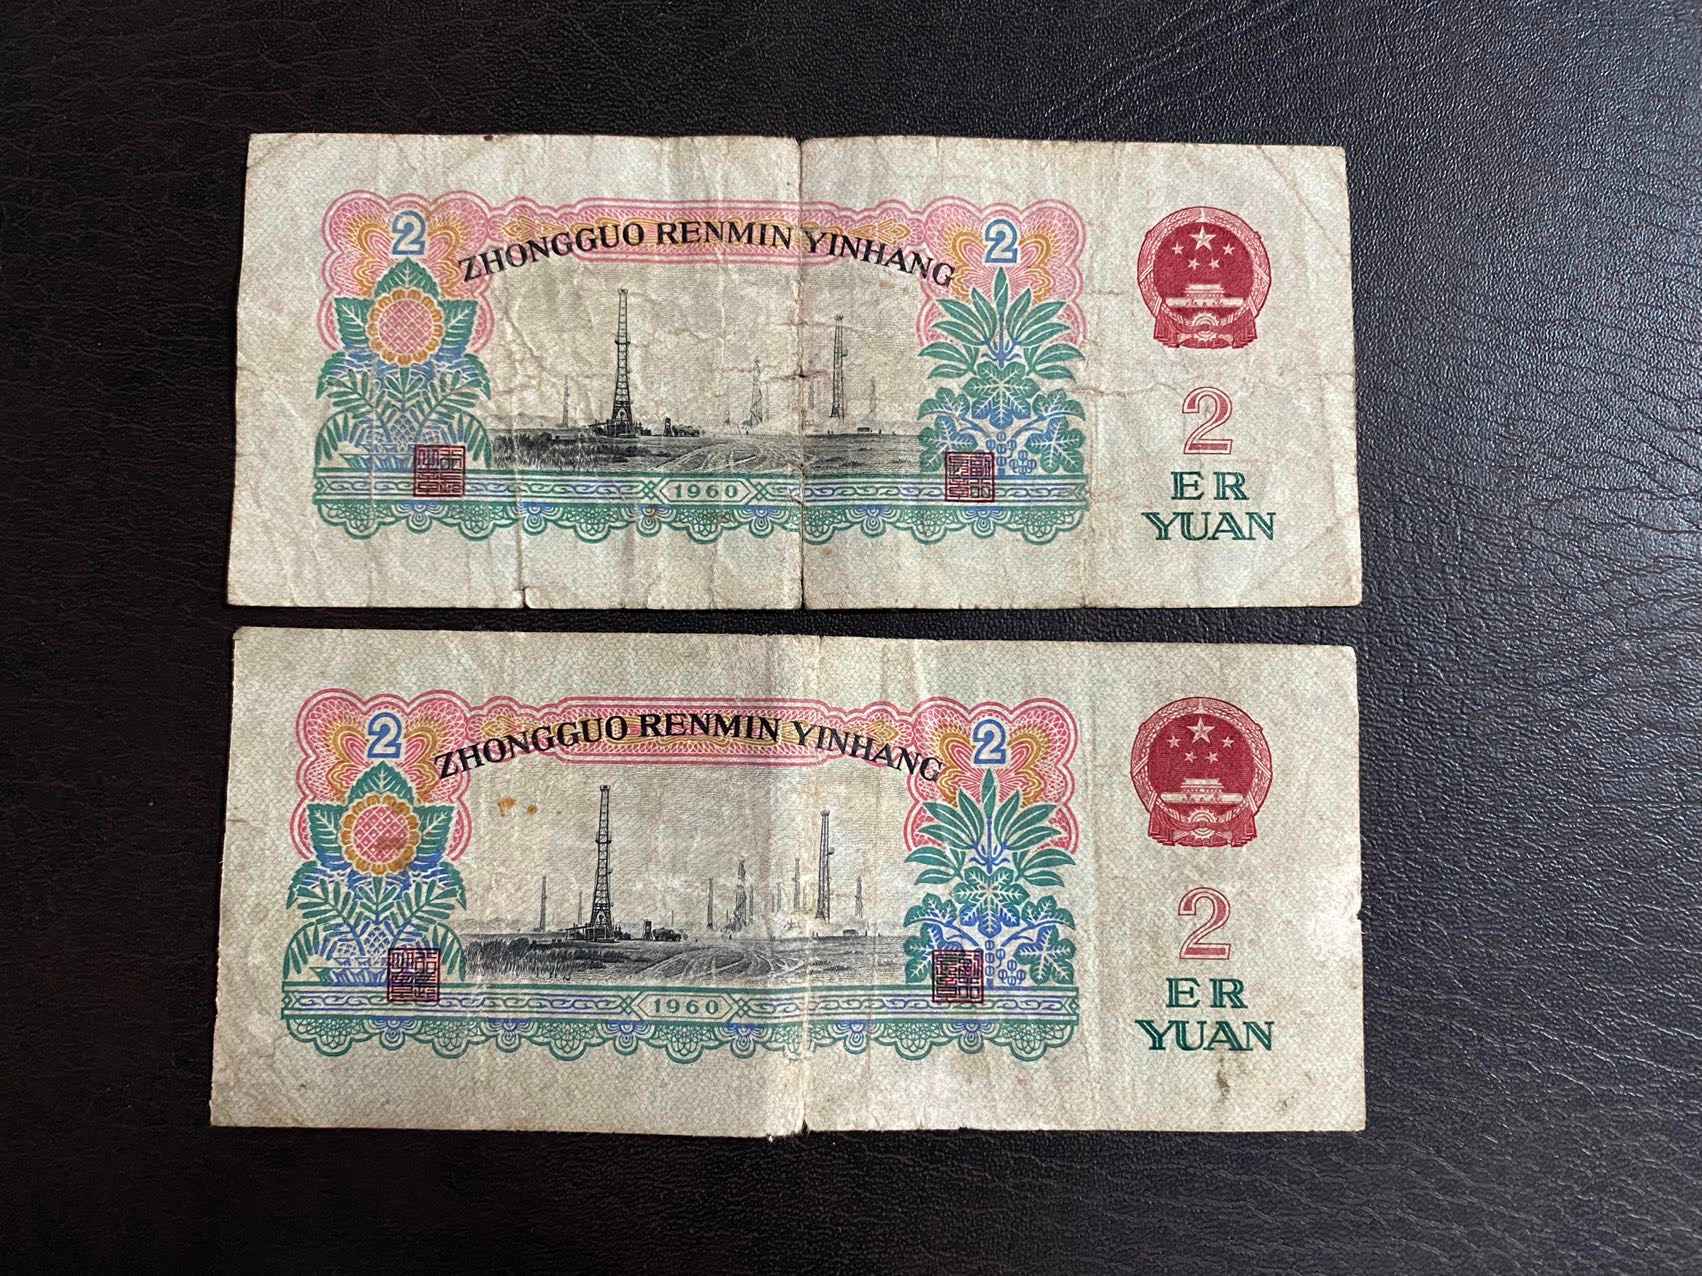 2 2
ZHONGGUO RENMIN YINHANG
1960
2
ER
YUAN
2 2
ZHONGGUO RENMIN YINHANG
1960
2
ER
YUAN